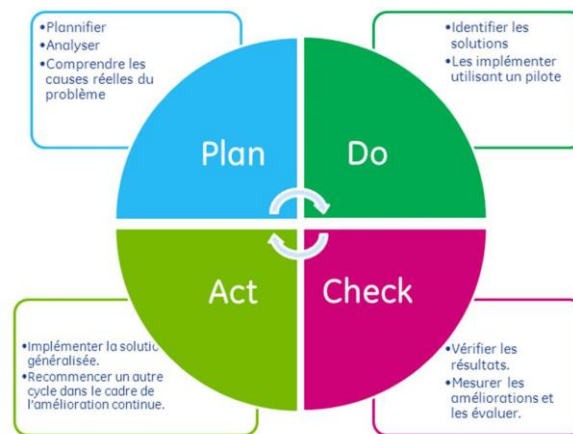 •Plannifier
•Analyser
•Comprendre les
causes réelles du
problème
•Identifier les
solutions
•Les implémenter
utilisant un pilote
Plan
Do
Act
Check
•Implémenter la solutio
généralisée.
•Recommencer un autre
cycle dans le cadre de
l'amélioration continue.
•Vérifier les
résultats.
•Mesurer les
améliorations et
les évaluer.